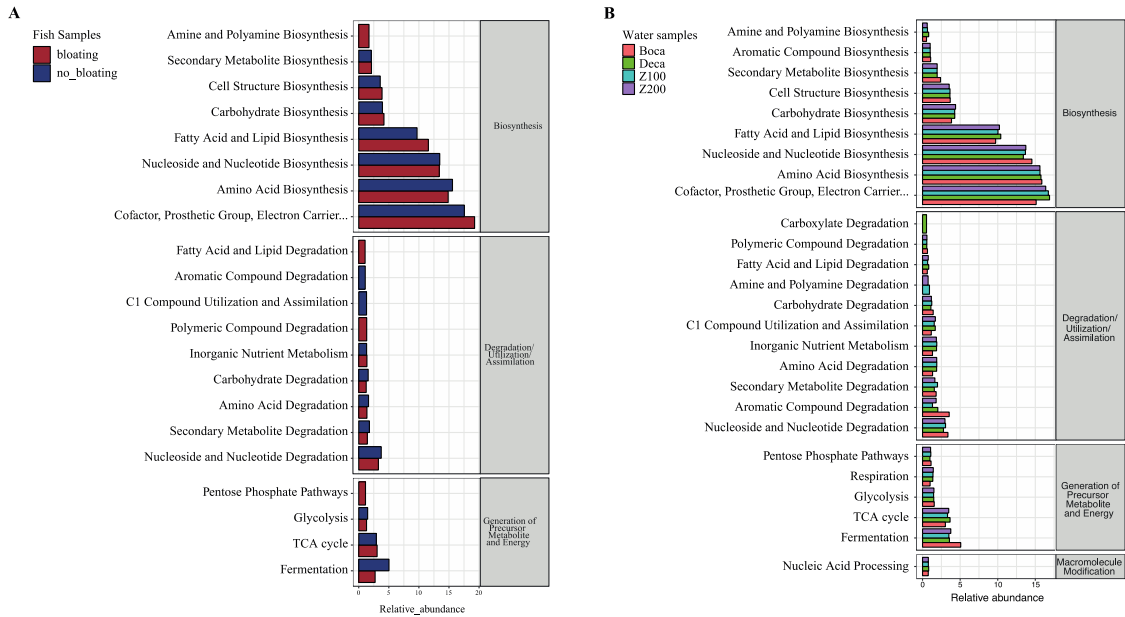 A
Fish Samples
bloating
no_bloating
Amine and Polyamine Biosynthesis
Secondary Metabolite Biosynthesis
Cell Structure Biosynthesis
Carbohydrate Biosynthesis
Fatty Acid and Lipid Biosynthesis
Nucleoside and Nucleotide Biosynthesis
Amino Acid Biosynthesis
Cofactor, Prosthetic Group, Electron Carrier...
Biosynthesis
Fatty Acid and Lipid Degradation
Aromatic Compound Degradation
C1 Compound Utilization and Assimilation
Polymeric Compound Degradation
Inorganic Nutrient Metabolism
Carbohydrate Degradation
Amino Acid Degradation
Secondary Metabolite Degradation
Nucleoside and Nucleotide Degradation
Degradation/
Utilization/
Assimilation
Pentose Phosphate Pathways
Glycolysis
TCA cycle
Fermentation
Generation of
Precursor
Metabolite
and Energy
0 5 10 15 20
Relative_abundance
B
Water samples
Boca
Deca
Z100
Z200
Amine and Polyamine Biosynthesis
Aromatic Compound Biosynthesis
Secondary Metabolite Biosynthesis
Cell Structure Biosynthesis
Carbohydrate Biosynthesis
Fatty Acid and Lipid Biosynthesis
Nucleoside and Nucleotide Biosynthesis
Amino Acid Biosynthesis
Cofactor, Prosthetic Group, Electron Carrier...
Biosynthesis
Carboxylate Degradation
Polymeric Compound Degradation
Fatty Acid and Lipid Degradation
Amine and Polyamine Degradation
Carbohydrate Degradation
C1 Compound Utilization and Assimilation
Inorganic Nutrient Metabolism
Amino Acid Degradation
Secondary Metabolite Degradation
Aromatic Compound Degradation
Nucleoside and Nucleotide Degradation
Degradation/
Utilization/
Assimilation
Pentose Phosphate Pathways
Respiration
Glycolysis
TCA cycle
Fermentation
Generation of
Precursor
Metabolite
and Energy
Nucleic Acid Processing
Macromolecule
Modification
0 5 10 15
Relative abundance